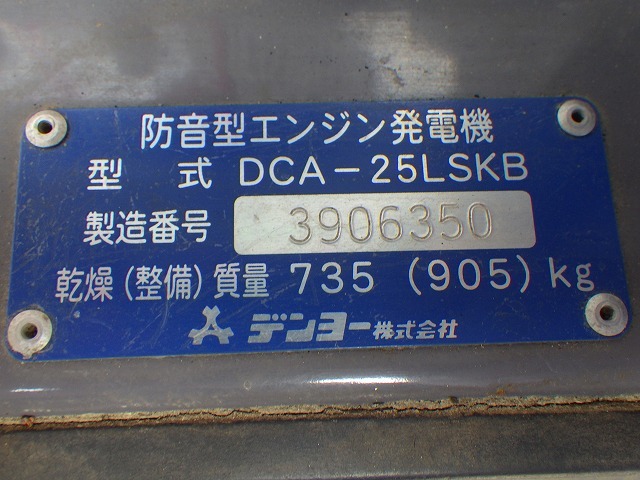 防音型エンジン発電機
型 式 DCA-25LSKB
製造番号 3906350
乾燥(整備)質量 735 (905) kg
デンヨー株式会社